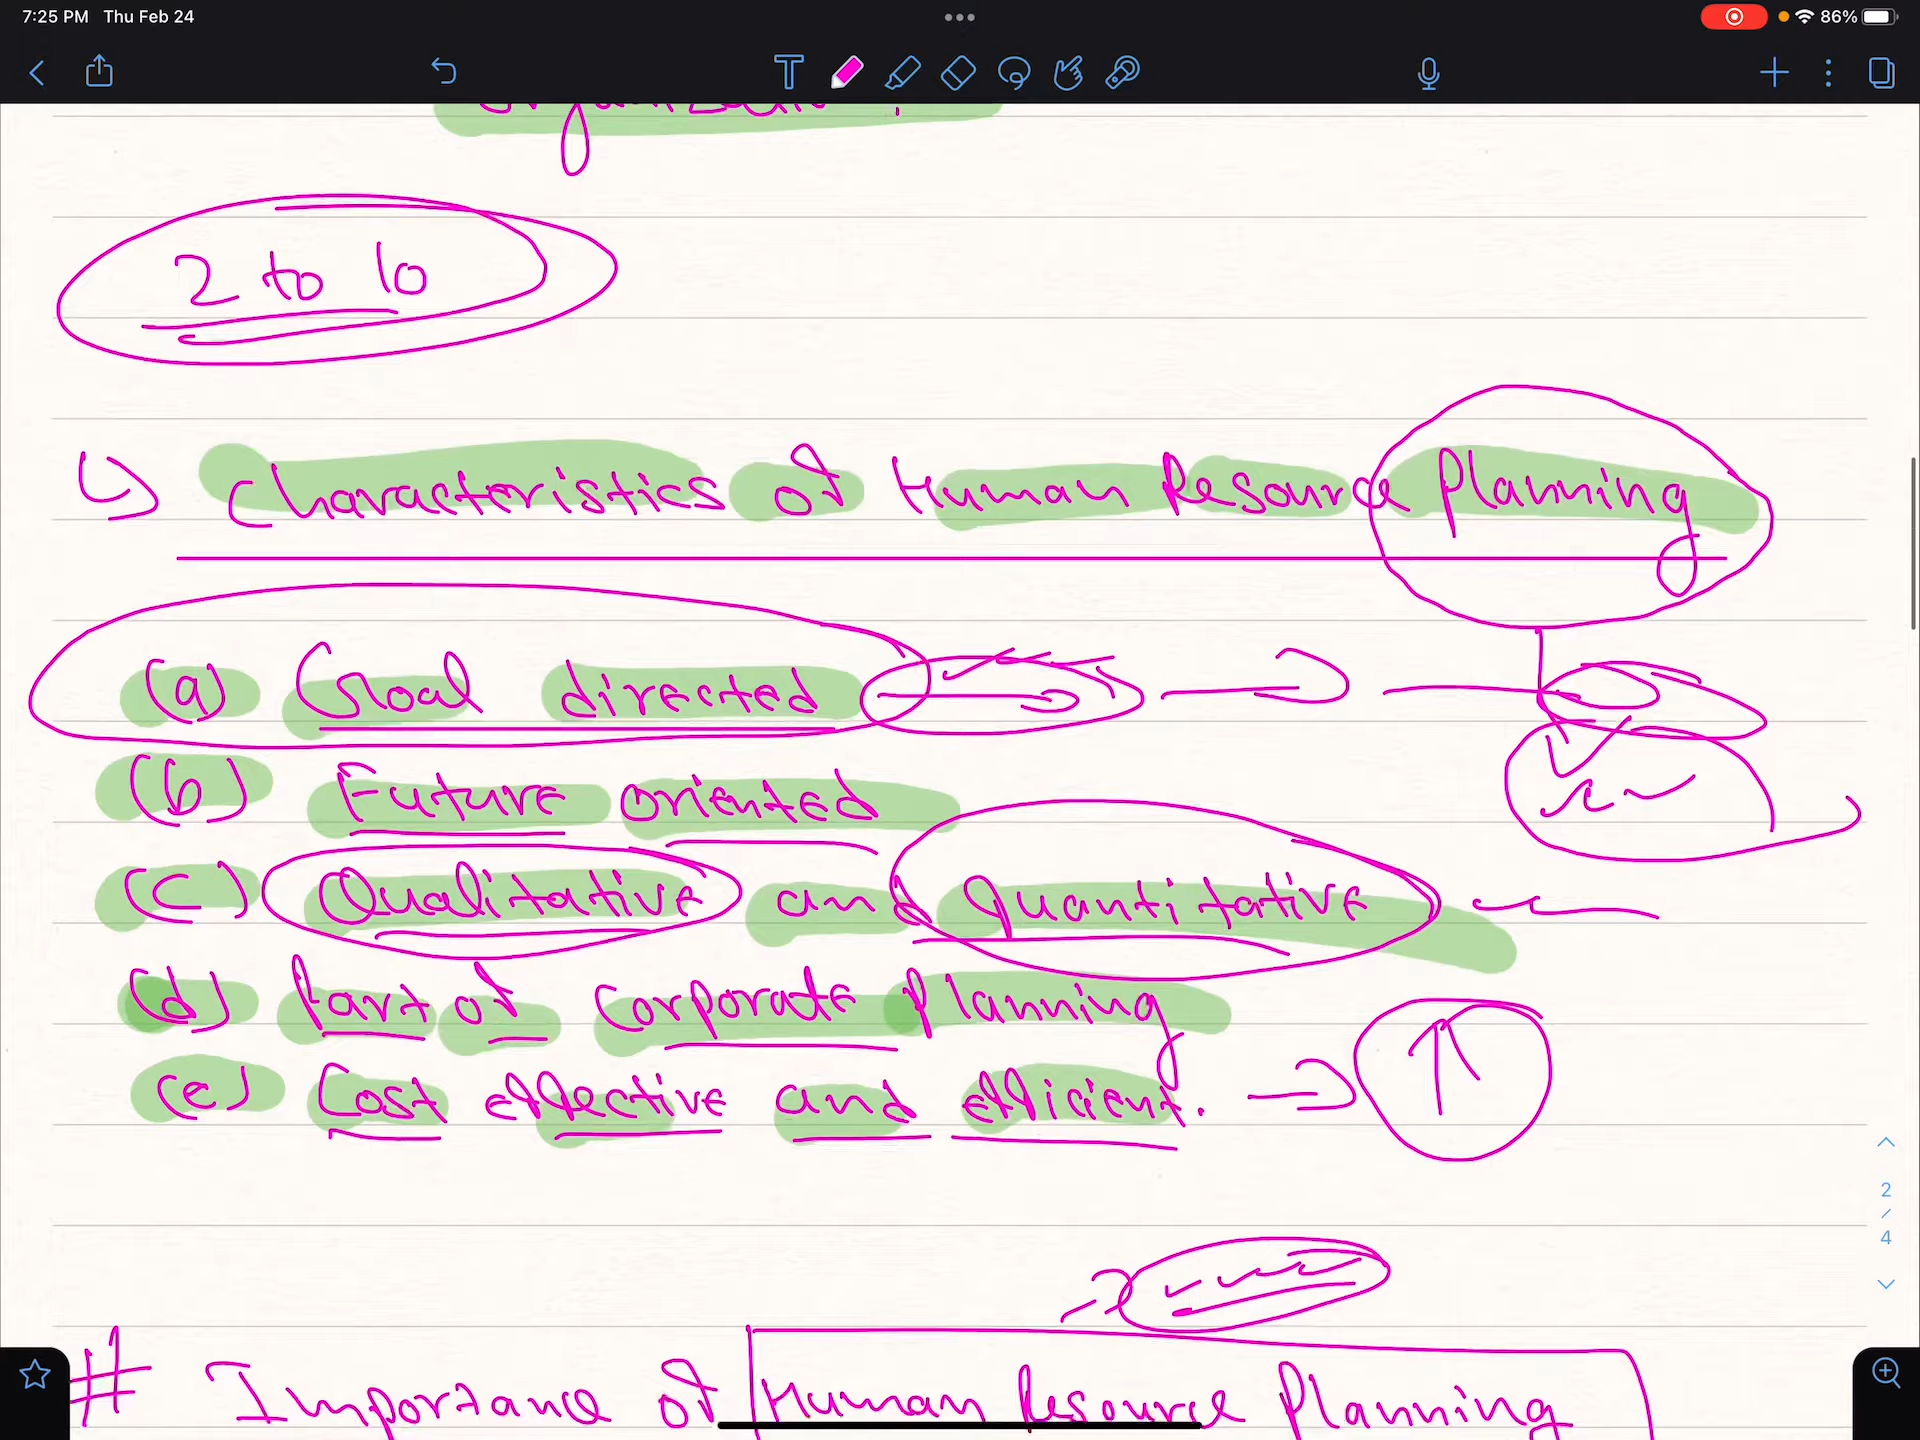 7:25 PM Thu Feb 24
86%
2 to 10
Characteristics of Human Resource Planning
(a) Goal directed
(b) Future oriented
(c) Qualitative and Quantitative
(d) Part of Corporate Planning
(e) Cost effective and efficient.
2
/
4
# Importance of Human Resource Planning